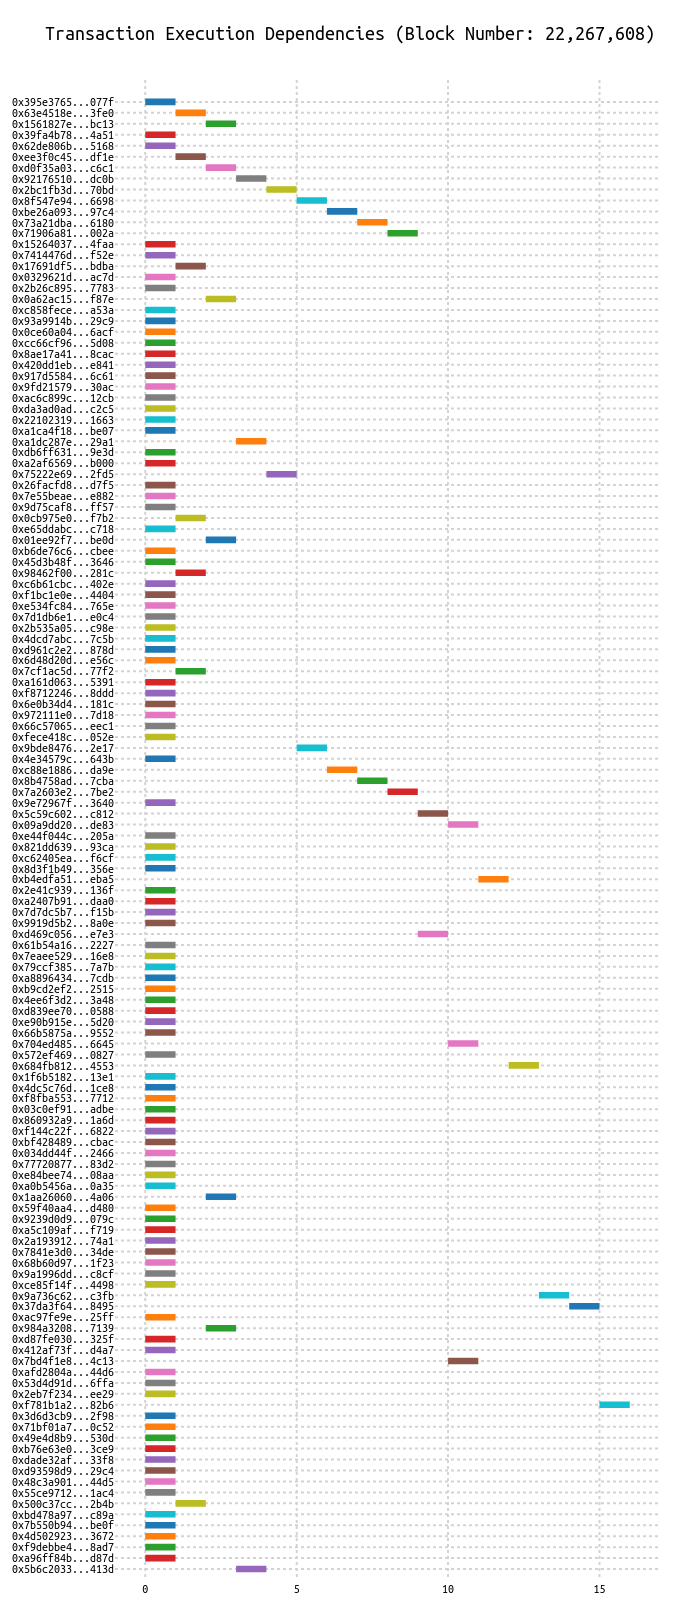 Transaction Execution Dependencies (Block Number: 22,267,608)
0x395e3765...077f
0x63e4518e...3fe0
0x1561827e...bc13
0x39fa4b78...4a51
0x62de806b...5168
0xee3f0c45...df1e
0xd0f35a03...c6c1
0x92176510...dc0b
0x2bc1fb3d...70bd
0x8f547e94...6698
0xbe26a093...97c4
0x73a21dba...6180
0x71906a81...002a
0x15264037...4faa
0x7414476d...f52e
0x17691df5...bdba
0x0329621d...ac7d
0x2b26c895...7783
0x0a62ac15...f87e
0xc858fece...a53a
0x93a9914b...29c9
0x0ce60a04...6acf
0xcc66cf96...5d08
0x8ae17a41...8cac
0x420dd1eb...e841
0x917d5584...6c61
0x9fd21579...30ac
0xac6c899c...12cb
0xda3ad0ad...c2c5
0x22102319...1663
0xa1ca4f18...be07
0xa1dc287e...29a1
0xdb6ff631...9e3d
0xa2af6569...b000
0x75222e69...2fd5
0x26facfd8...d7f5
0x7e55beae...e882
0x9d75caf8...ff57
0x0cb975e0...f7b2
0xe65ddabc...c718
0x01ee92f7...be0d
0xb6de76c6...cbee
0x45d3b48f...3646
0x98462f00...281c
0xc6b61cbc...402e
0xf1bc1e0e...4404
0xe534fc84...765e
0x7d1db6e1...e0c4
0x2b535a05...c98e
0x4dcd7abc...7c5b
0xd961c2e2...878d
0x6d48d20d...e56c
0x7cf1ac5d...77f2
0xa161d063...5391
0xf8712246...8ddd
0x6e0b34d4...181c
0x972111e0...7d18
0x66c57065...eec1
0xfece418c...052e
0x9bde8476...2e17
0x4e34579c...643b
0xc88e1886...da9e
0x8b4758ad...7cba
0x7a2603e2...7be2
0x9e72967f...3640
0x5c59c602...c812
0x09a9dd20...de83
0xe44f044c...205a
0x821dd639...93ca
0xc62405ea...f6cf
0x8d3f1b49...356e
0xb4edfa51...eba5
0x2e41c939...136f
0xa2407b91...daa0
0x7d7dc5b7...f15b
0x9919d5b2...8a0e
0xd469c056...e7e3
0x61b54a16...2227
0x7eaee529...16e8
0x79ccf385...7a7b
0xa8896434...7cdb
0xb9cd2ef2...2515
0x4ee6f3d2...3a48
0xd839ee70...0588
0xe90b915e...5d20
0x66b5875a...9552
0x704ed485...6645
0x572ef469...0827
0x684fb812...4553
0x1f6b5182...13e1
0x4dc5c76d...1ce8
0xf8fba553...7712
0x03c0ef91...adbe
0x860932a9...1a6d
0xf144c22f...6822
0xbf428489...cbac
0x034dd44f...2466
0x77720877...83d2
0xe84bee74...08aa
0xa0b5456a...0a35
0x1aa26060...4a06
0x59f40aa4...d480
0x9239d0d9...079c
0xa5c109af...f719
0x2a193912...74a1
0x7841e3d0...34de
0x68b60d97...1f23
0x9a1996dd...c8cf
0xce85f14f...4498
0x9a736c62...c3fb
0x37da3f64...8495
0xac97fe9e...25ff
0x984a3208...7139
0xd87fe030...325f
0x412af73f...d4a7
0x7bd4f1e8...4c13
0xafd2804a...44d6
0x53d4d91d...6ffa
0x2eb7f234...ee29
0xf781b1a2...82b6
0x3d6d3cb9...2f98
0x71bf01a7...0c52
0x49e4d8b9...530d
0xb76e63e0...3ce9
0xdade32af...33f8
0xd93598d9...29c4
0x48c3a901...44d5
0x55ce9712...1ac4
0x500c37cc...2b4b
0xbd478a97...c89a
0x7b550b94...be0f
0x4d502923...3672
0xf9debbe4...8ad7
0xa96ff84b...d87d
0x5b6c2033...413d
0 5 10 15